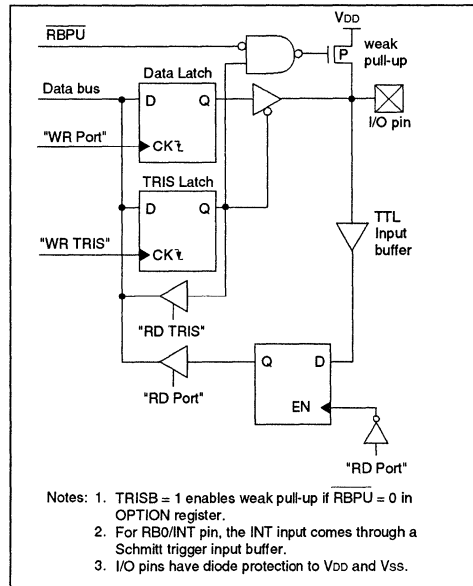 RBPU
VDD
P
weak
pull-up
Data Latch
Data bus
D
Q
I/O pin
"WR Port"
CK
TRIS Latch
D
Q
TTL
Input
buffer
"WR TRIS"
CK
"RD TRIS"
Q
D
"RD Port"
EN
"RD Port"
Notes: 1. TRISB = 1 enables weak pull-up if RBPU = 0 in
OPTION register.
2. For RB0/INT pin, the INT input comes through a
Schmitt trigger input buffer.
3. I/O pins have diode protection to VDD and VSS.